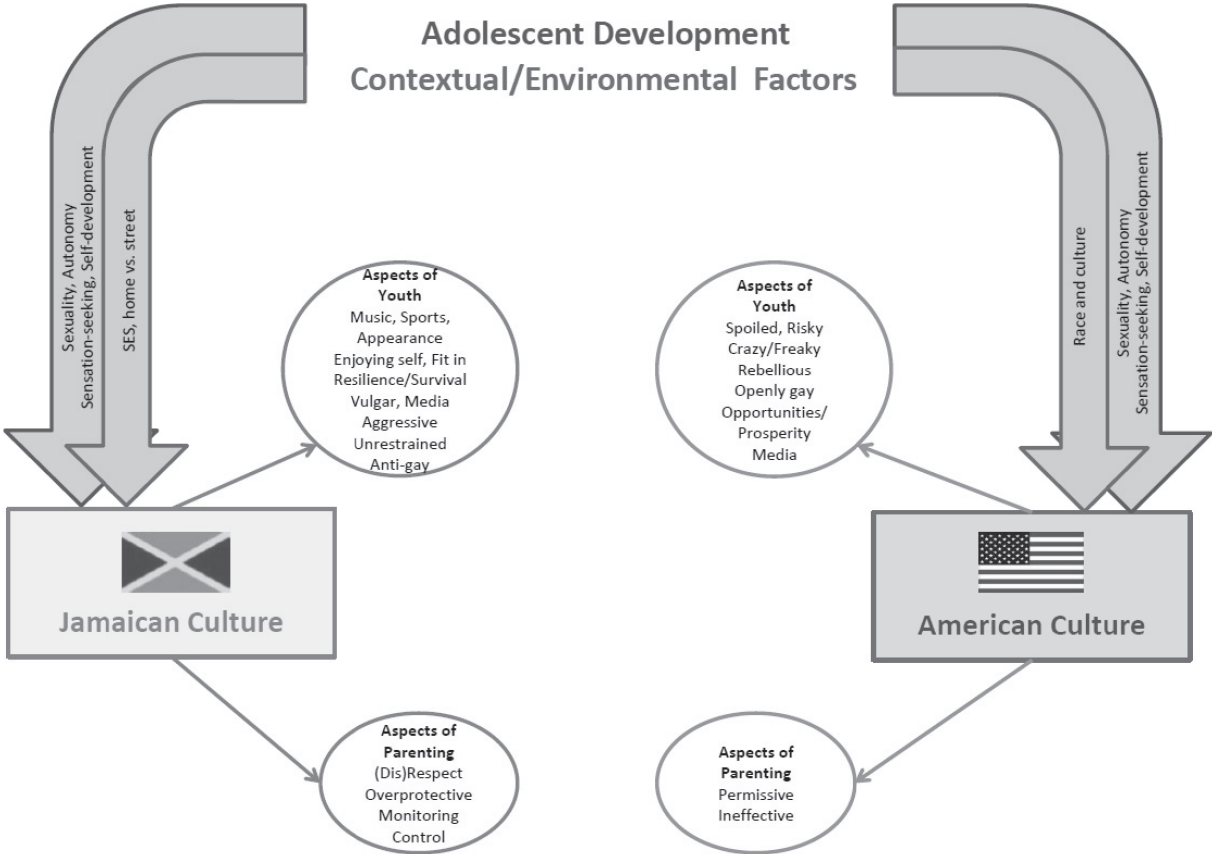 Adolescent Development
Contextual/Environmental Factors
Sexuality, Autonomy
Sensation-seeking, Self-development
SES, home vs. street
Race and culture
Sexuality, Autonomy
Sensation-seeking, Self-development
Aspects of
Youth
Music, Sports,
Appearance
Enjoying self, Fit in
Resilience/Survival
Vulgar, Media
Aggressive
Unrestrained
Anti-gay
Aspects of
Youth
Spoiled, Risky
Crazy/Freaky
Rebellious
Openly gay
Opportunities/
Prosperity
Media
Jamaican Culture
American Culture
Aspects of
Parenting
(Dis)Respect
Overprotective
Monitoring
Control
Aspects of
Parenting
Permissive
Ineffective